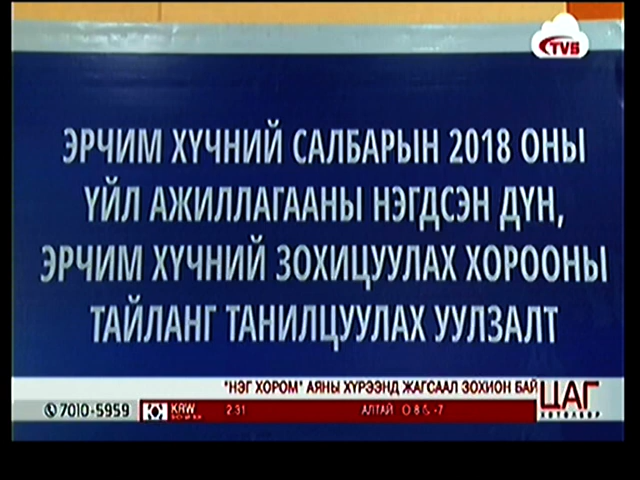 TV5
ЭРЧИМ ХҮЧНИЙ САЛБАРЫН 2018 ОНЫ
ҮЙЛ АЖИЛЛАГААНЫ НЭГДСЭН ДҮН,
ЭРЧИМ ХҮЧНИЙ ЗОХИЦУУЛАХ ХОРООНЫ
ТАЙЛАНГ ТАНИЛЦУУЛАХ УУЛЗАЛТ
"НЭГ ХОРОМ" АЯНЫ ХҮРЭЭНД ЖАГСААЛ ЗОХИОН БАЙ
ЦАГ
ХӨТӨЛБӨР
7010-5959 KRW 2.31 АЛТАЙ